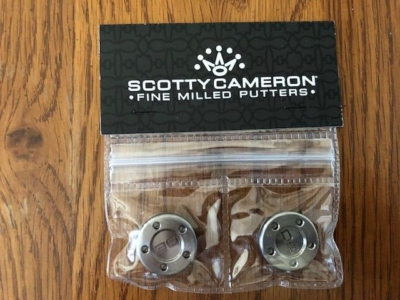 SCOTTY CAMERON
• FINE MILLED PUTTERS •